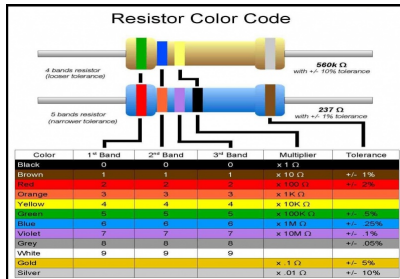 Resistor Color Code
4 bands resistor
(looser tolerance)
560k Ω
with +/- 10% tolerance
5 bands resistor
(narrower tolerance)
237 Ω
with +/- 1% tolerance
Color 1st Band 2nd Band 3rd Band Multiplier Tolerance
Black 0 0 0 x 1 Ω
Brown 1 1 1 x 10 Ω +/- 1%
Red 2 2 2 x 100 Ω +/- 2%
Orange 3 3 3 x 1K Ω
Yellow 4 4 4 x 10K Ω
Green 5 5 5 x 100K Ω +/- .5%
Blue 6 6 6 x 1M Ω +/- .25%
Violet 7 7 7 x 10M Ω +/- .1%
Grey 8 8 8 +/- .05%
White 9 9 9
Gold x .1 Ω +/- 5%
Silver x .01 Ω +/- 10%